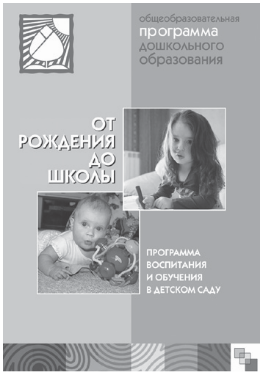 общеобразовательная
программа
дошкольного
образования
ОТ
РОЖДЕНИЯ
ДО
ШКОЛЫ
ПРОГРАММА
ВОСПИТАНИЯ
И ОБУЧЕНИЯ
В ДЕТСКОМ САДУ